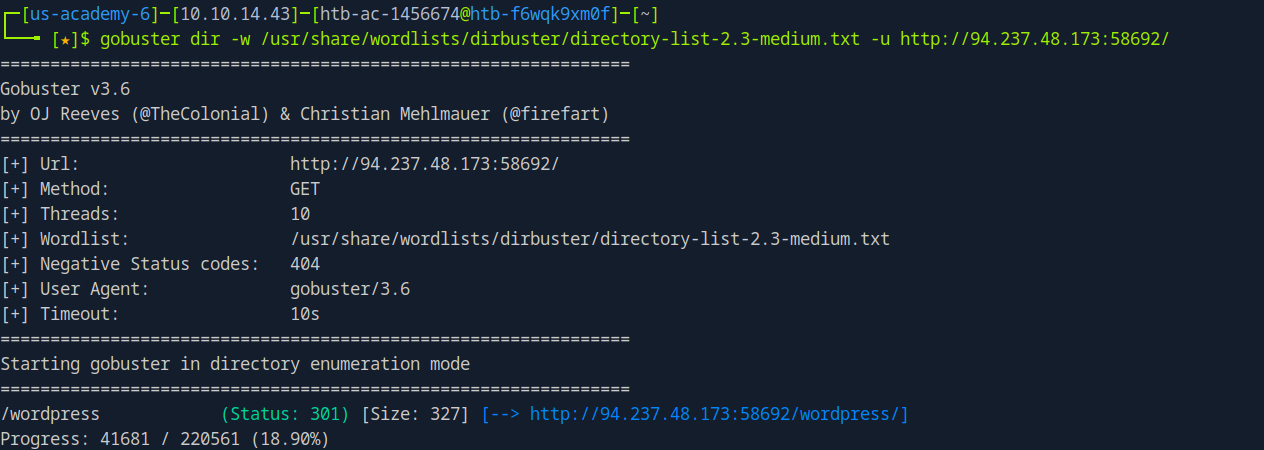 [us-academy-6]─[10.10.14.43]─[htb-ac-1456674@htb-f6wqk9xm0f]─[~]
[★]$ gobuster dir -w /usr/share/wordlists/dirbuster/directory-list-2.3-medium.txt -u http://94.237.48.173:58692/
===============================================================
Gobuster v3.6
by OJ Reeves (@TheColonial) & Christian Mehlmauer (@firefart)
===============================================================
[+] Url:                     http://94.237.48.173:58692/
[+] Method:                  GET
[+] Threads:                 10
[+] Wordlist:                /usr/share/wordlists/dirbuster/directory-list-2.3-medium.txt
[+] Negative Status codes:   404
[+] User Agent:              gobuster/3.6
[+] Timeout:                 10s
===============================================================
Starting gobuster in directory enumeration mode
===============================================================
/wordpress            (Status: 301) [Size: 327] [--> http://94.237.48.173:58692/wordpress/]
Progress: 41681 / 220561 (18.90%)